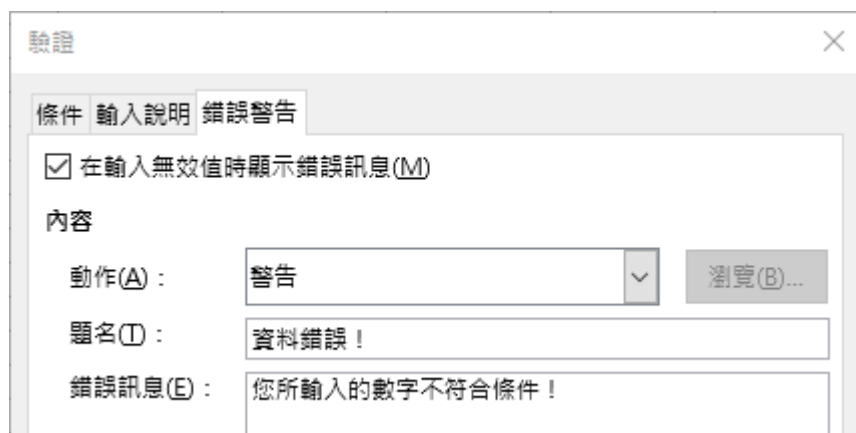 驗證
條件 輸入說明 錯誤警告
在輸入無效值時顯示錯誤訊息(M)
內容
動作(A)： 警告 瀏覽(B)...
題名(T)： 資料錯誤！
錯誤訊息(E)： 您所輸入的數字不符合條件！